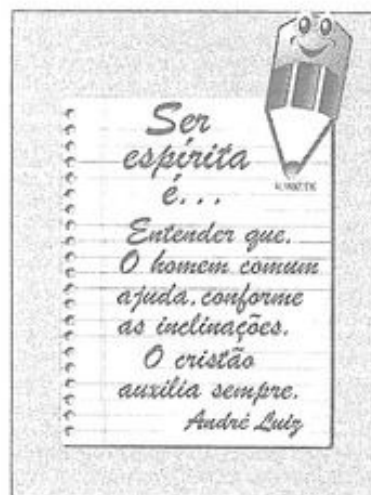 Ser
espírita
é...
Entender que.
O homem comum
ajuda, conforme
as inclinações.
O cristão
auxilia sempre.
André Luiz